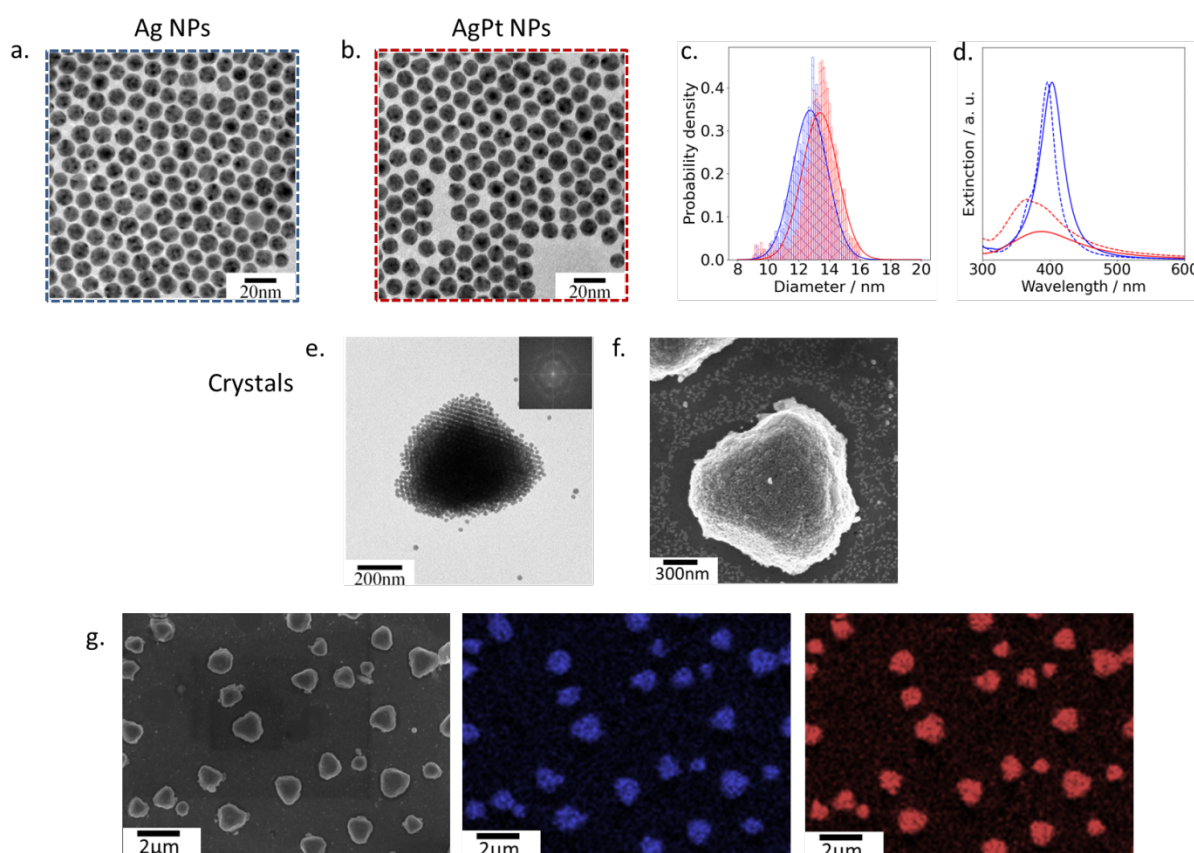 Ag NPs
AgPt NPs
a.
b.
c.
d.
20nm
20nm
Probability density
0.4
0.3
0.2
0.1
0.0
8 10 12 14 16 18 20
Diameter / nm
Extinction / a. u.
300 400 500 600
Wavelength / nm
Crystals
e.
f.
200nm
300nm
g.
2μm
2μm
2μm